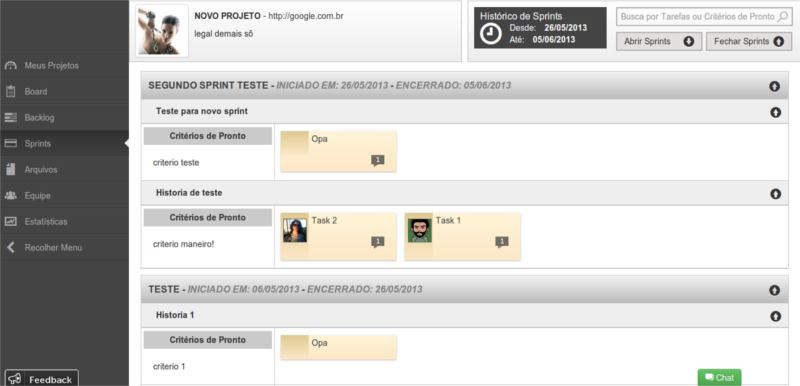 NOVO PROJETO - http://google.com.br
legal demais sô
Histórico de Sprints
Desde: 26/05/2013
Até: 05/06/2013
Busca por Tarefas ou Critérios de Pronto
Abrir Sprints
Fechar Sprints
Meus Projetos
Board
Backlog
Sprints
Arquivos
Equipe
Estatísticas
Recolher Menu
Feedback
SEGUNDO SPRINT TESTE - INICIADO EM: 26/05/2013 - ENCERRADO: 05/06/2013
Teste para novo sprint
Critérios de Pronto
criterio teste
Opa
1
Historia de teste
Critérios de Pronto
criterio maneiro!
Task 2
1
Task 1
1
TESTE - INICIADO EM: 06/05/2013 - ENCERRADO: 26/05/2013
Historia 1
Critérios de Pronto
criterio 1
Opa
Chat